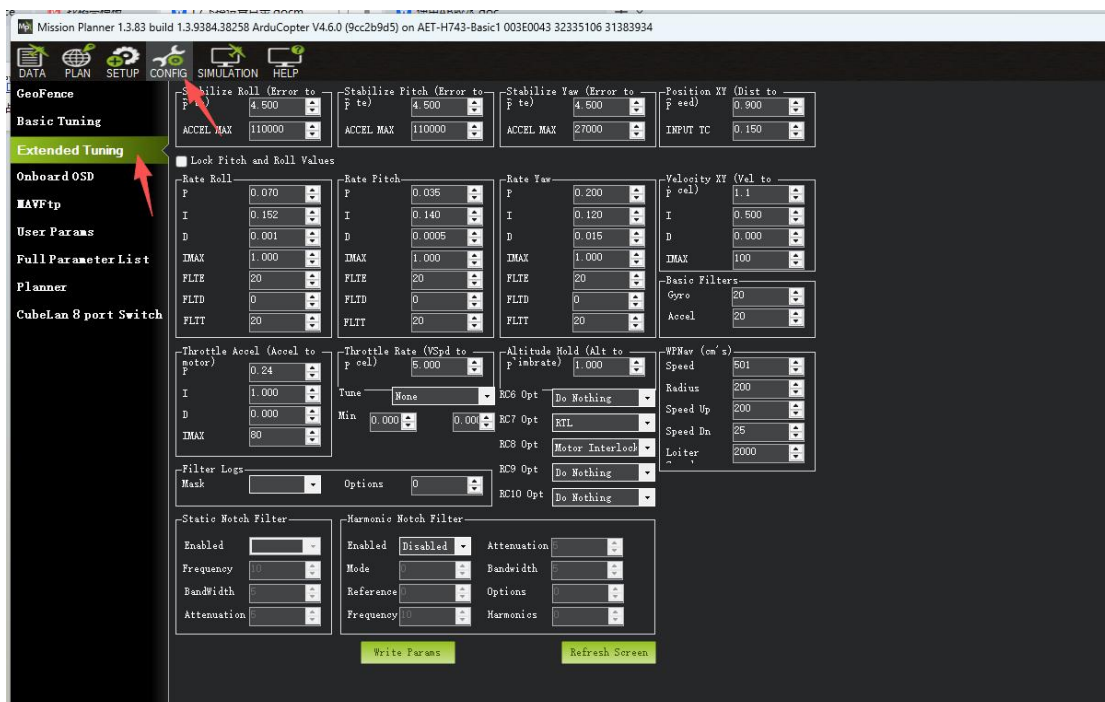 Mission Planner 1.3.83 build 1.3.9384.38258 ArduCopter V4.6.0 (9cc2b9d5) on AET-H743-Basic1 003E0043 32335106 31383934
DATA PLAN SETUP CONFIG SIMULATION HELP
GeoFence
Basic Tuning
Extended Tuning
Onboard OSD
MAVFtp
User Params
Full Parameter List
Planner
CubeLan 8 port Switch
Stabilize Roll (Error to
P te) 4.500
ACCEL MAX 110000
Stabilize Pitch (Error to
P te) 4.500
ACCEL MAX 110000
Stabilize Yaw (Error to
P te) 4.500
ACCEL MAX 27000
Position XY (Dist to
P eed) 0.900
INPUT TC 0.150
Lock Pitch and Roll Values
Rate Roll
P 0.070
I 0.152
D 0.001
IMAX 1.000
FLTE 20
FLTD 0
FLTT 20
Rate Pitch
P 0.035
I 0.140
D 0.0005
IMAX 1.000
FLTE 20
FLTD 0
FLTT 20
Rate Yaw
P 0.200
I 0.120
D 0.015
IMAX 1.000
FLTE 20
FLTD 0
FLTT 20
Velocity XY (Vel to
P cel) 1.1
I 0.500
D 0.000
IMAX 100
Basic Filters
Gyro 20
Accel 20
Throttle Accel (Accel to
motor)
P 0.24
I 1.000
D 0.000
IMAX 80
Throttle Rate (VSpd to
P cel) 5.000
Tune None
Min 0.000 0.000
Altitude Hold (Alt to
P imbrate) 1.000
RC6 Opt Do Nothing
RC7 Opt RTL
RC8 Opt Motor Interlock
RC9 Opt Do Nothing
RC10 Opt Do Nothing
WPNav (cm's)
Speed 501
Radius 200
Speed Up 200
Speed Dn 25
Loiter 2000
Filter Logs
Mask Options 0
Static Notch Filter
Enabled
Frequency 10
BandWidth 5
Attenuation 5
Harmonic Notch Filter
Enabled Disabled Attenuation 5
Mode 0 Bandwidth 5
Reference 0 Options 0
Frequency 10 Harmonics 0
Write Params Refresh Screen